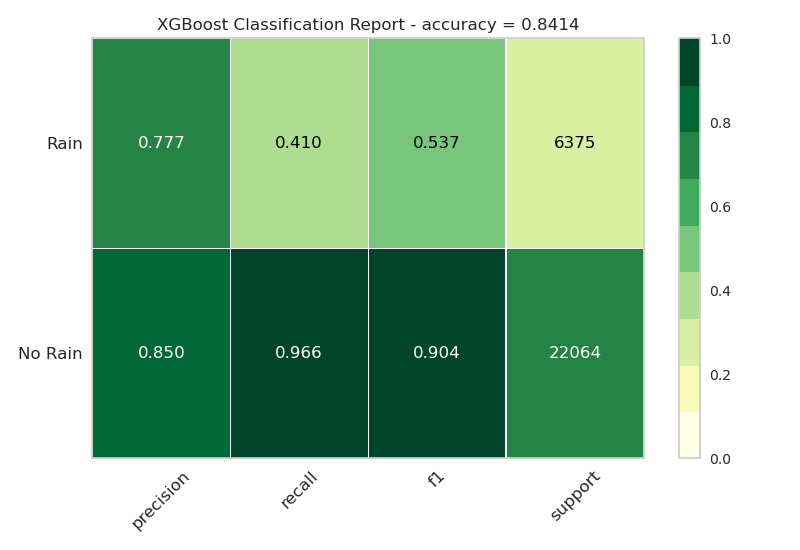 XGBoost Classification Report - accuracy = 0.8414
Rain 0.777 0.410 0.537 6375
No Rain 0.850 0.966 0.904 22064
precision recall f1 support
1.0
0.8
0.6
0.4
0.2
0.0